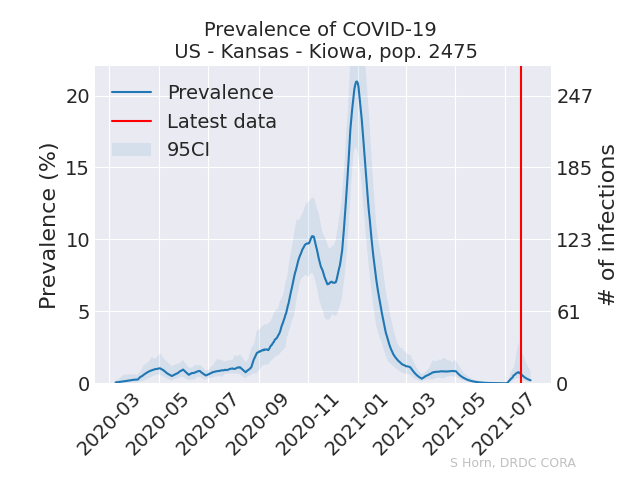 Prevalence of COVID-19
US - Kansas - Kiowa, pop. 2475
Prevalence
Latest data
95CI
Prevalence (%)
20
15
10
5
0
# of infections
247
185
123
61
0
2020-03
2020-05
2020-07
2020-09
2020-11
2021-01
2021-03
2021-05
2021-07
S Horn, DRDC CORA